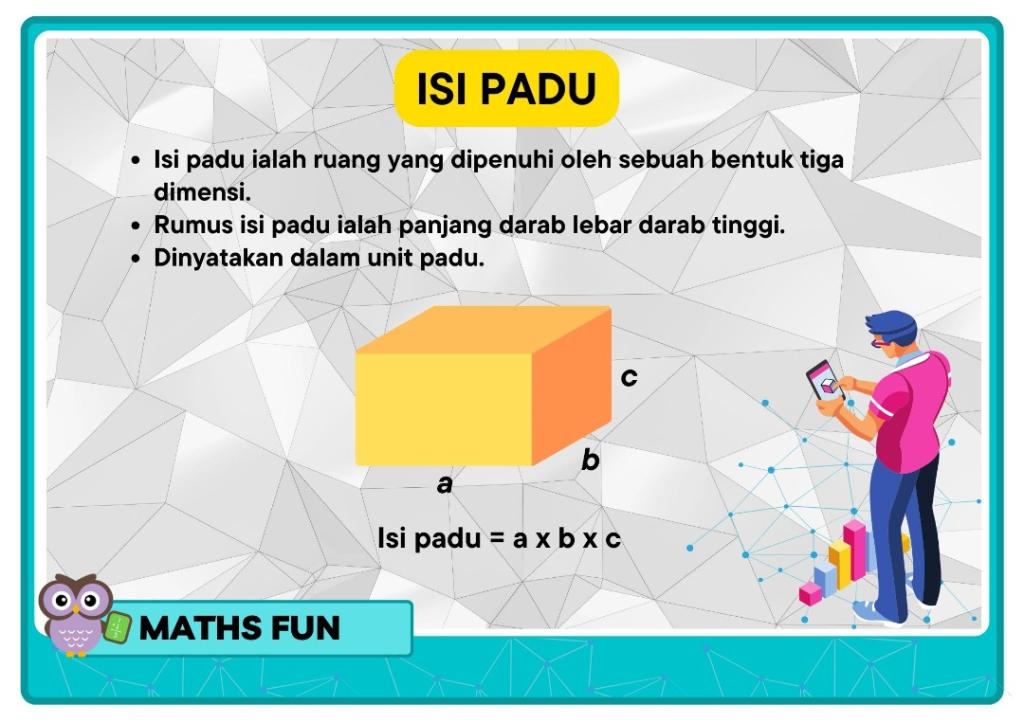 ISI PADU
• Isi padu ialah ruang yang dipenuhi oleh sebuah bentuk tiga
dimensi.
• Rumus isi padu ialah panjang darab lebar darab tinggi.
• Dinyatakan dalam unit padu.
c
b
a
Isi padu = a x b x c
MATHS FUN